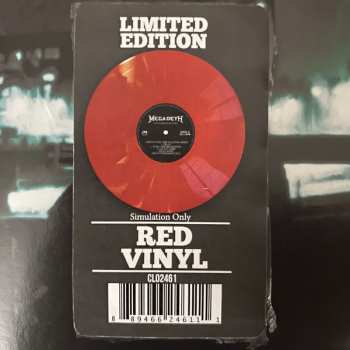 LIMITED
EDITION
MEGADETH
Simulation Only
RED
VINYL
CLO2461
8 89466 24611 1